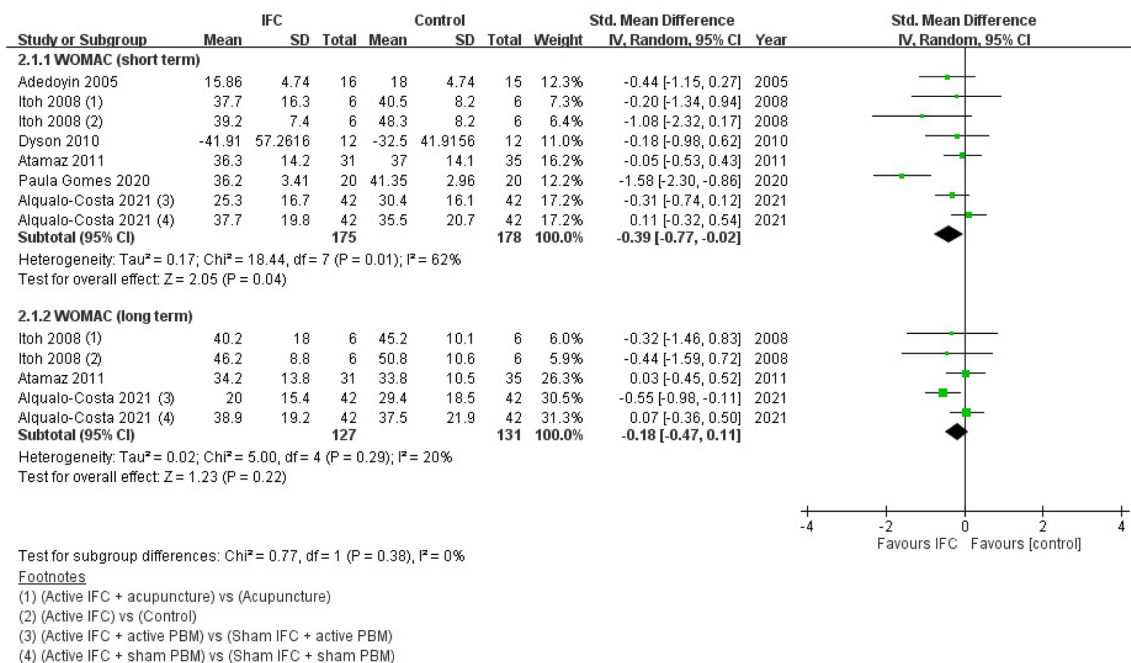 IFC Control Std. Mean Difference Std. Mean Difference
Study or Subgroup Mean SD Total Mean SD Total Weight IV, Random, 95% CI Year IV, Random, 95% CI
2.1.1 WOMAC (short term)
Adedoyin 2005 15.86 4.74 16 18 4.74 15 12.3% -0.44 [-1.15, 0.27] 2005
Itoh 2008 (1) 37.7 16.3 6 40.5 8.2 6 7.3% -0.20 [-1.34, 0.94] 2008
Itoh 2008 (2) 39.2 7.4 6 48.3 8.2 6 6.4% -1.08 [-2.32, 0.17] 2008
Dyson 2010 -41.91 57.2616 12 -32.5 41.9156 12 11.0% -0.18 [-0.98, 0.62] 2010
Atamaz 2011 36.3 14.2 31 37 14.1 35 16.2% -0.05 [-0.53, 0.43] 2011
Paula Gomes 2020 36.2 3.41 20 41.35 2.96 20 12.2% -1.58 [-2.30, -0.86] 2020
Alqualo-Costa 2021 (3) 25.3 16.7 42 30.4 16.1 42 17.2% -0.31 [-0.74, 0.12] 2021
Alqualo-Costa 2021 (4) 37.7 19.8 42 35.5 20.7 42 17.2% 0.11 [-0.32, 0.54] 2021
Subtotal (95% CI) 175 178 100.0% -0.39 [-0.77, -0.02]
Heterogeneity: Tau² = 0.17; Chi² = 18.44, df = 7 (P = 0.01); I² = 62%
Test for overall effect: Z = 2.05 (P = 0.04)
2.1.2 WOMAC (long term)
Itoh 2008 (1) 40.2 18 6 45.2 10.1 6 6.0% -0.32 [-1.46, 0.83] 2008
Itoh 2008 (2) 46.2 8.8 6 50.8 10.6 6 5.9% -0.44 [-1.59, 0.72] 2008
Atamaz 2011 34.2 13.8 31 33.8 10.5 35 26.3% 0.03 [-0.45, 0.52] 2011
Alqualo-Costa 2021 (3) 20 15.4 42 29.4 18.5 42 30.5% -0.55 [-0.98, -0.11] 2021
Alqualo-Costa 2021 (4) 38.9 19.2 42 37.5 21.9 42 31.3% 0.07 [-0.36, 0.50] 2021
Subtotal (95% CI) 127 131 100.0% -0.18 [-0.47, 0.11]
Heterogeneity: Tau² = 0.02; Chi² = 5.00, df = 4 (P = 0.29); I² = 20%
Test for overall effect: Z = 1.23 (P = 0.22)
-4 -2 0 2 4
Favours IFC Favours [control]
Test for subgroup differences: Chi² = 0.77, df = 1 (P = 0.38), I² = 0%
Footnotes
(1) (Active IFC + acupuncture) vs (Acupuncture)
(2) (Active IFC) vs (Control)
(3) (Active IFC + active PBM) vs (Sham IFC + active PBM)
(4) (Active IFC + sham PBM) vs (Sham IFC + sham PBM)